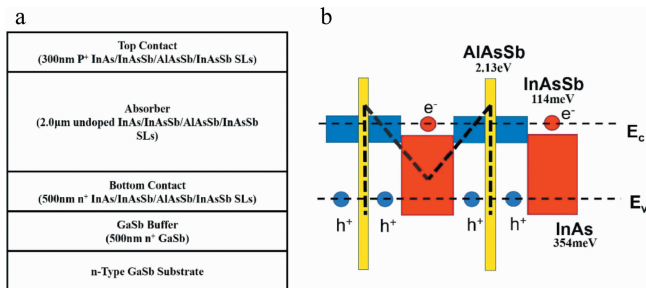 a
Top Contact
(300nm P⁺ InAs/InAsSb/AlAsSb/InAsSb SLs)
Absorber
(2.0μm undoped InAs/InAsSb/AlAsSb/InAsSb
SLs)
Bottom Contact
(500nm n⁺ InAs/InAsSb/AlAsSb/InAsSb SLs)
GaSb Buffer
(500nm n⁺ GaSb)
n-Type GaSb Substrate
b
AlAsSb
2.13eV
InAsSb
114meV
e⁻
e⁻
E꜀
Eᵥ
h⁺
h⁺
h⁺
h⁺
InAs
354meV